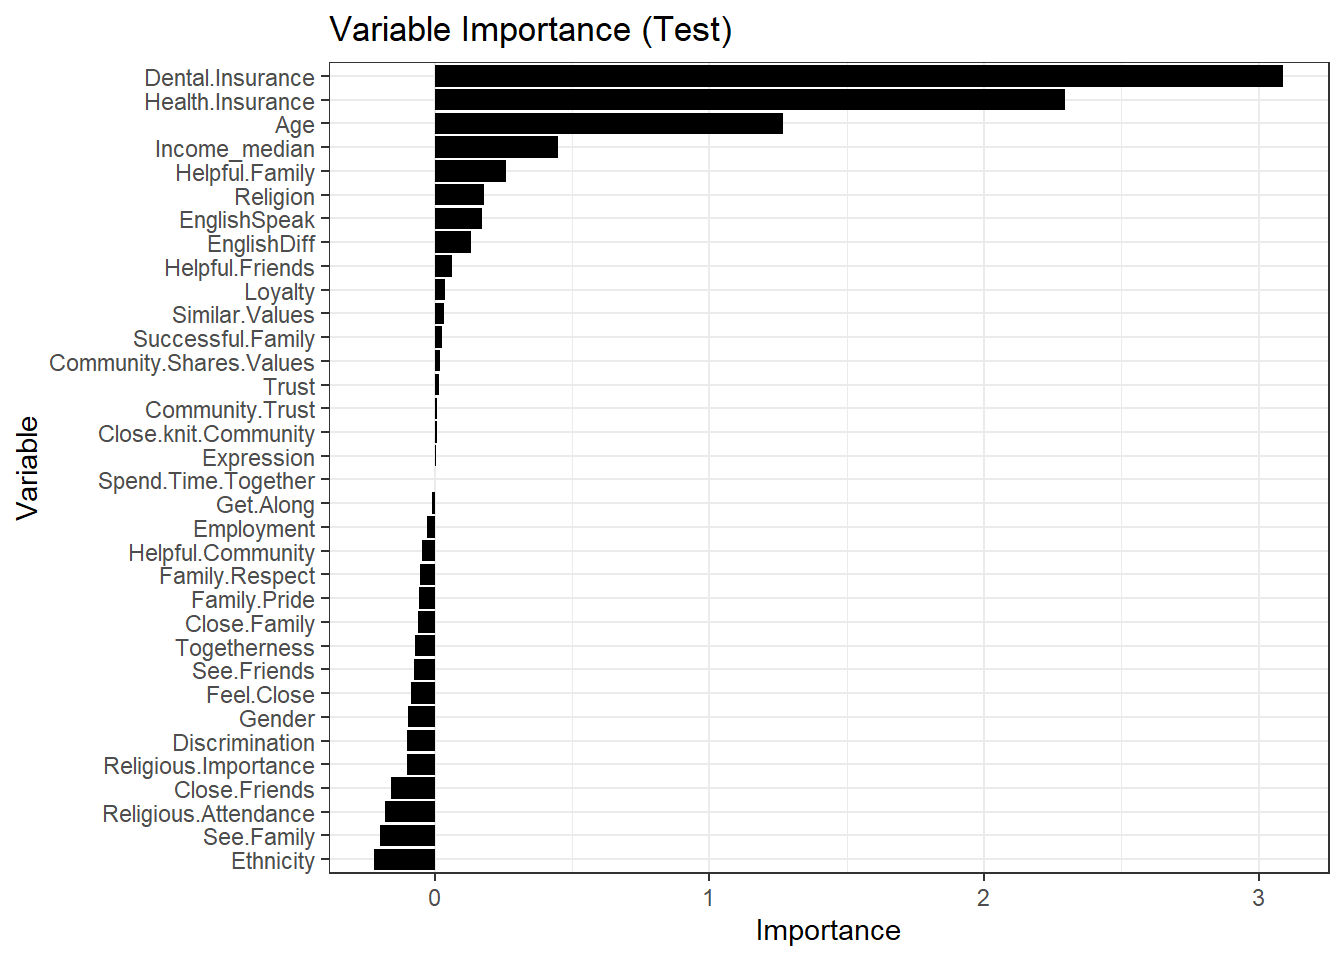 Variable Importance (Test)
Dental.Insurance
Health.Insurance
Age
Income_median
Helpful.Family
Religion
EnglishSpeak
EnglishDiff
Helpful.Friends
Loyalty
Similar.Values
Successful.Family
Community.Shares.Values
Trust
Community.Trust
Close.knit.Community
Expression
Spend.Time.Together
Get.Along
Employment
Helpful.Community
Family.Respect
Family.Pride
Close.Family
Togetherness
See.Friends
Feel.Close
Gender
Discrimination
Religious.Importance
Close.Friends
Religious.Attendance
See.Family
Ethnicity
Variable
0 1 2 3
Importance